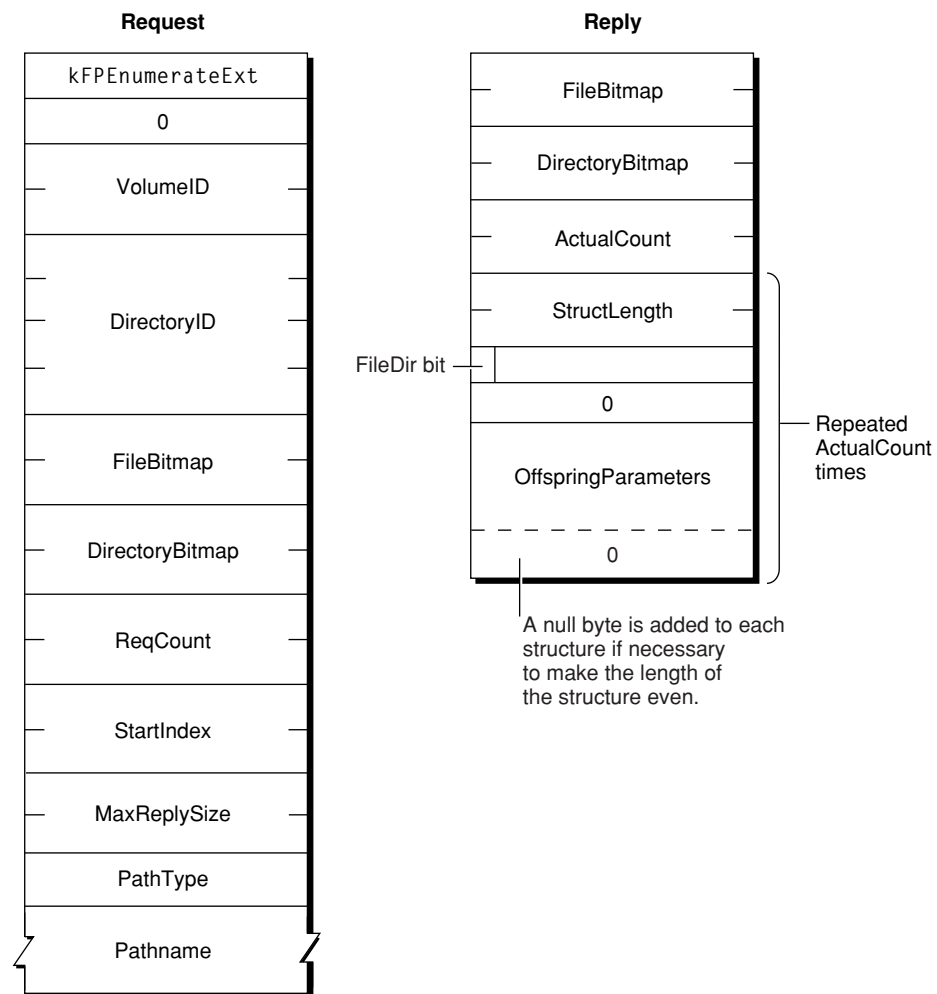 Request
kFPEnumerateExt
0
VolumeID
DirectoryID
FileBitmap
DirectoryBitmap
ReqCount
StartIndex
MaxReplySize
PathType
Pathname
Reply
FileBitmap
DirectoryBitmap
ActualCount
StructLength
FileDir bit
0
OffspringParameters
0
Repeated
ActualCount
times
A null byte is added to each
structure if necessary
to make the length of
the structure even.